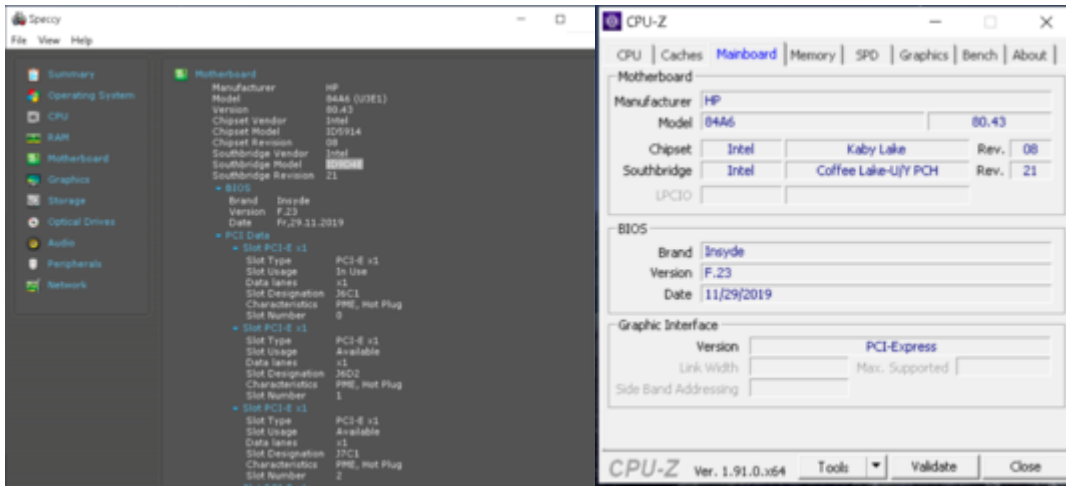 Speccy
File View Help
Summary
Operating System
CPU
RAM
Motherboard
Graphics
Storage
Optical Drives
Audio
Peripherals
Network
Motherboard
Manufacturer HP
Model 84A6 (U3E1)
Version 80.43
Chipset Vendor Intel
Chipset Model ID5914
Chipset Revision 08
Southbridge Vendor Intel
Southbridge Model ID9D4E
Southbridge Revision 21
BIOS
Brand Insyde
Version F.23
Date Fr,29.11.2019
PCI Data
Slot PCI-E x1
Slot Type PCI-E x1
Slot Usage In Use
Data lanes x1
Slot Designation J6C1
Characteristics PME, Hot Plug
Slot Number 0
Slot PCI-E x1
Slot Type PCI-E x1
Slot Usage Available
Data lanes x1
Slot Designation J6D2
Characteristics PME, Hot Plug
Slot Number 1
Slot PCI-E x1
Slot Type PCI-E x1
Slot Usage Available
Data lanes x1
Slot Designation J7C1
Characteristics PME, Hot Plug
Slot Number 2
CPU-Z
CPU Caches Mainboard Memory SPD Graphics Bench About
Motherboard
Manufacturer HP
Model 84A6 80.43
Chipset Intel Kaby Lake Rev. 08
Southbridge Intel Coffee Lake-U/Y PCH Rev. 21
LPCIO
BIOS
Brand Insyde
Version F.23
Date 11/29/2019
Graphic Interface
Version PCI-Express
Link Width Max. Supported
Side Band Addressing
CPU-Z Ver. 1.91.0.x64 Tools Validate Close